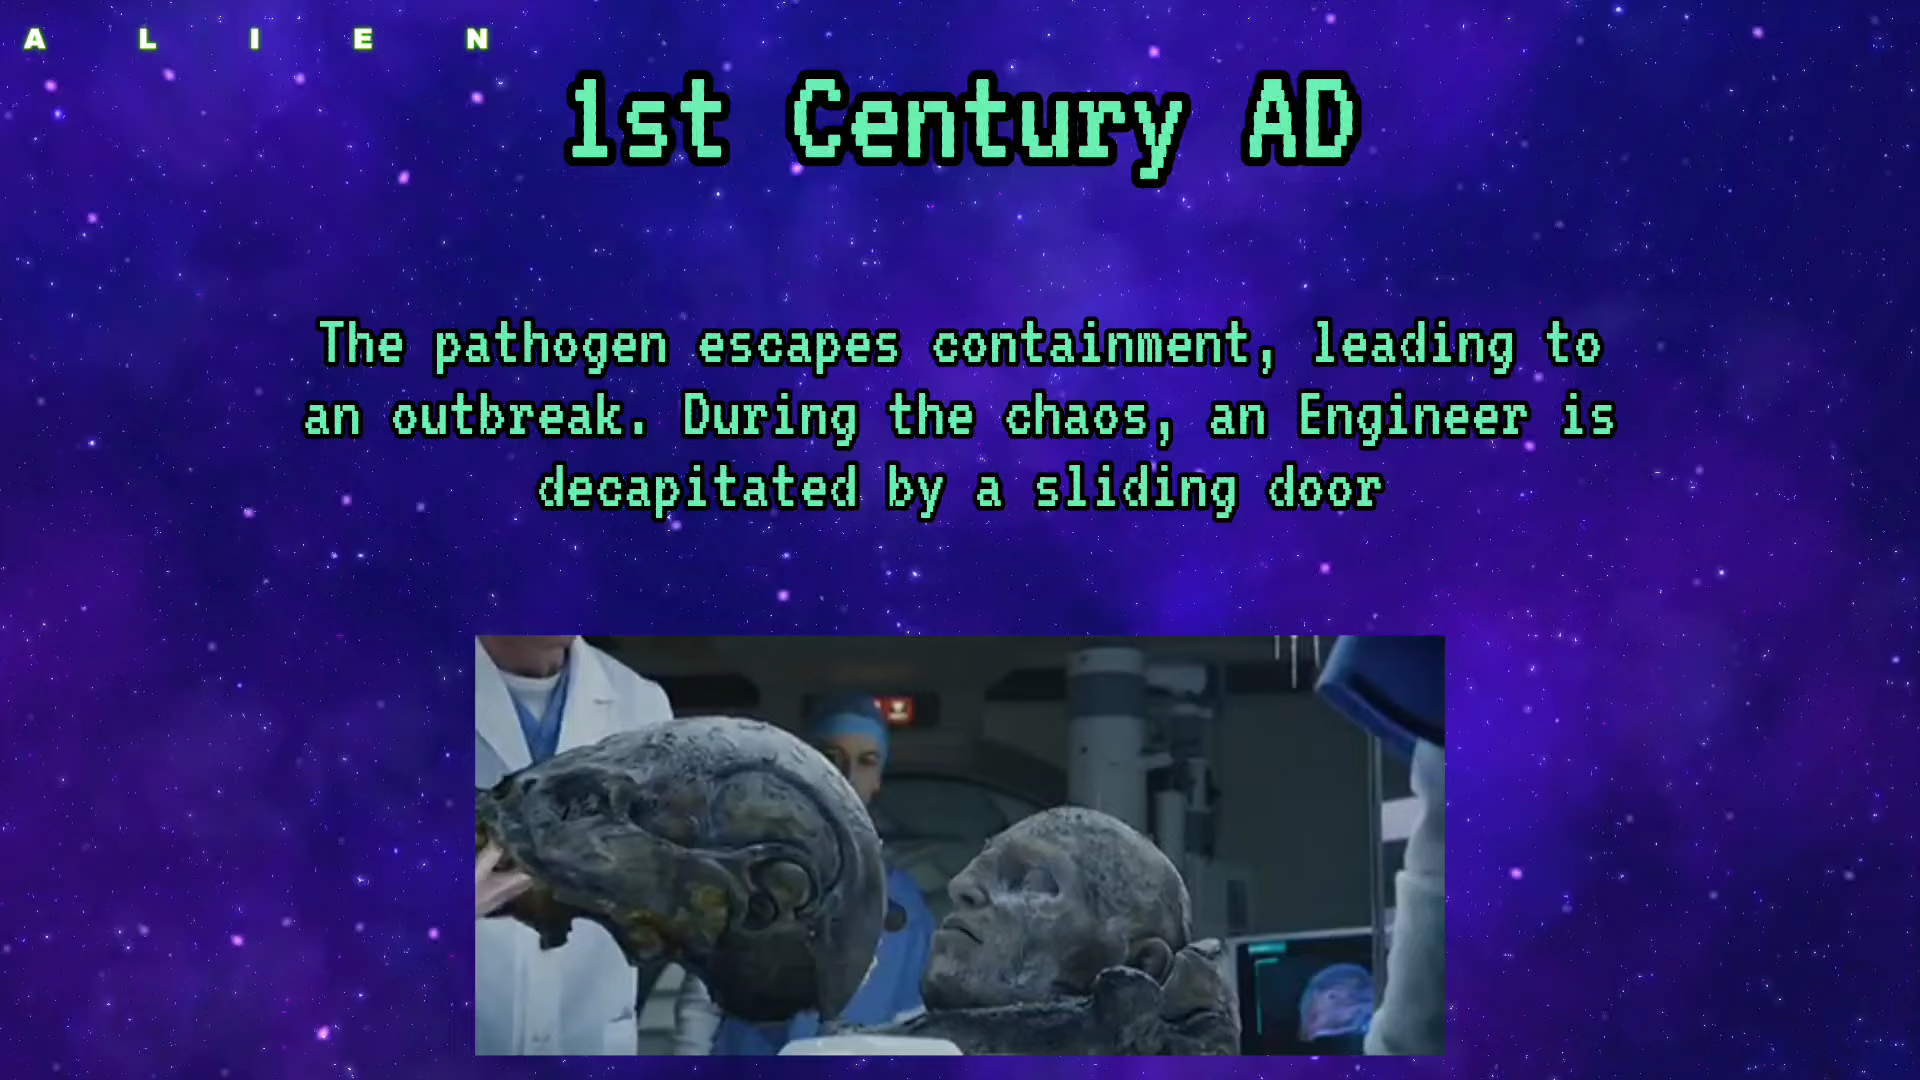 A L I E N
1st Century AD
The pathogen escapes containment, leading to
an outbreak. During the chaos, an Engineer is
decapitated by a sliding door